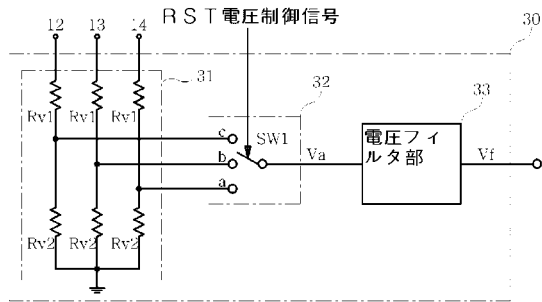 ＲＳＴ電圧制御信号
12 13 14
30
31
32
33
Rv1 Rv1 Rv1
c
b
a
SW1
Va
電圧フィ
ルタ部
Vf
Rv2 Rv2 Rv2